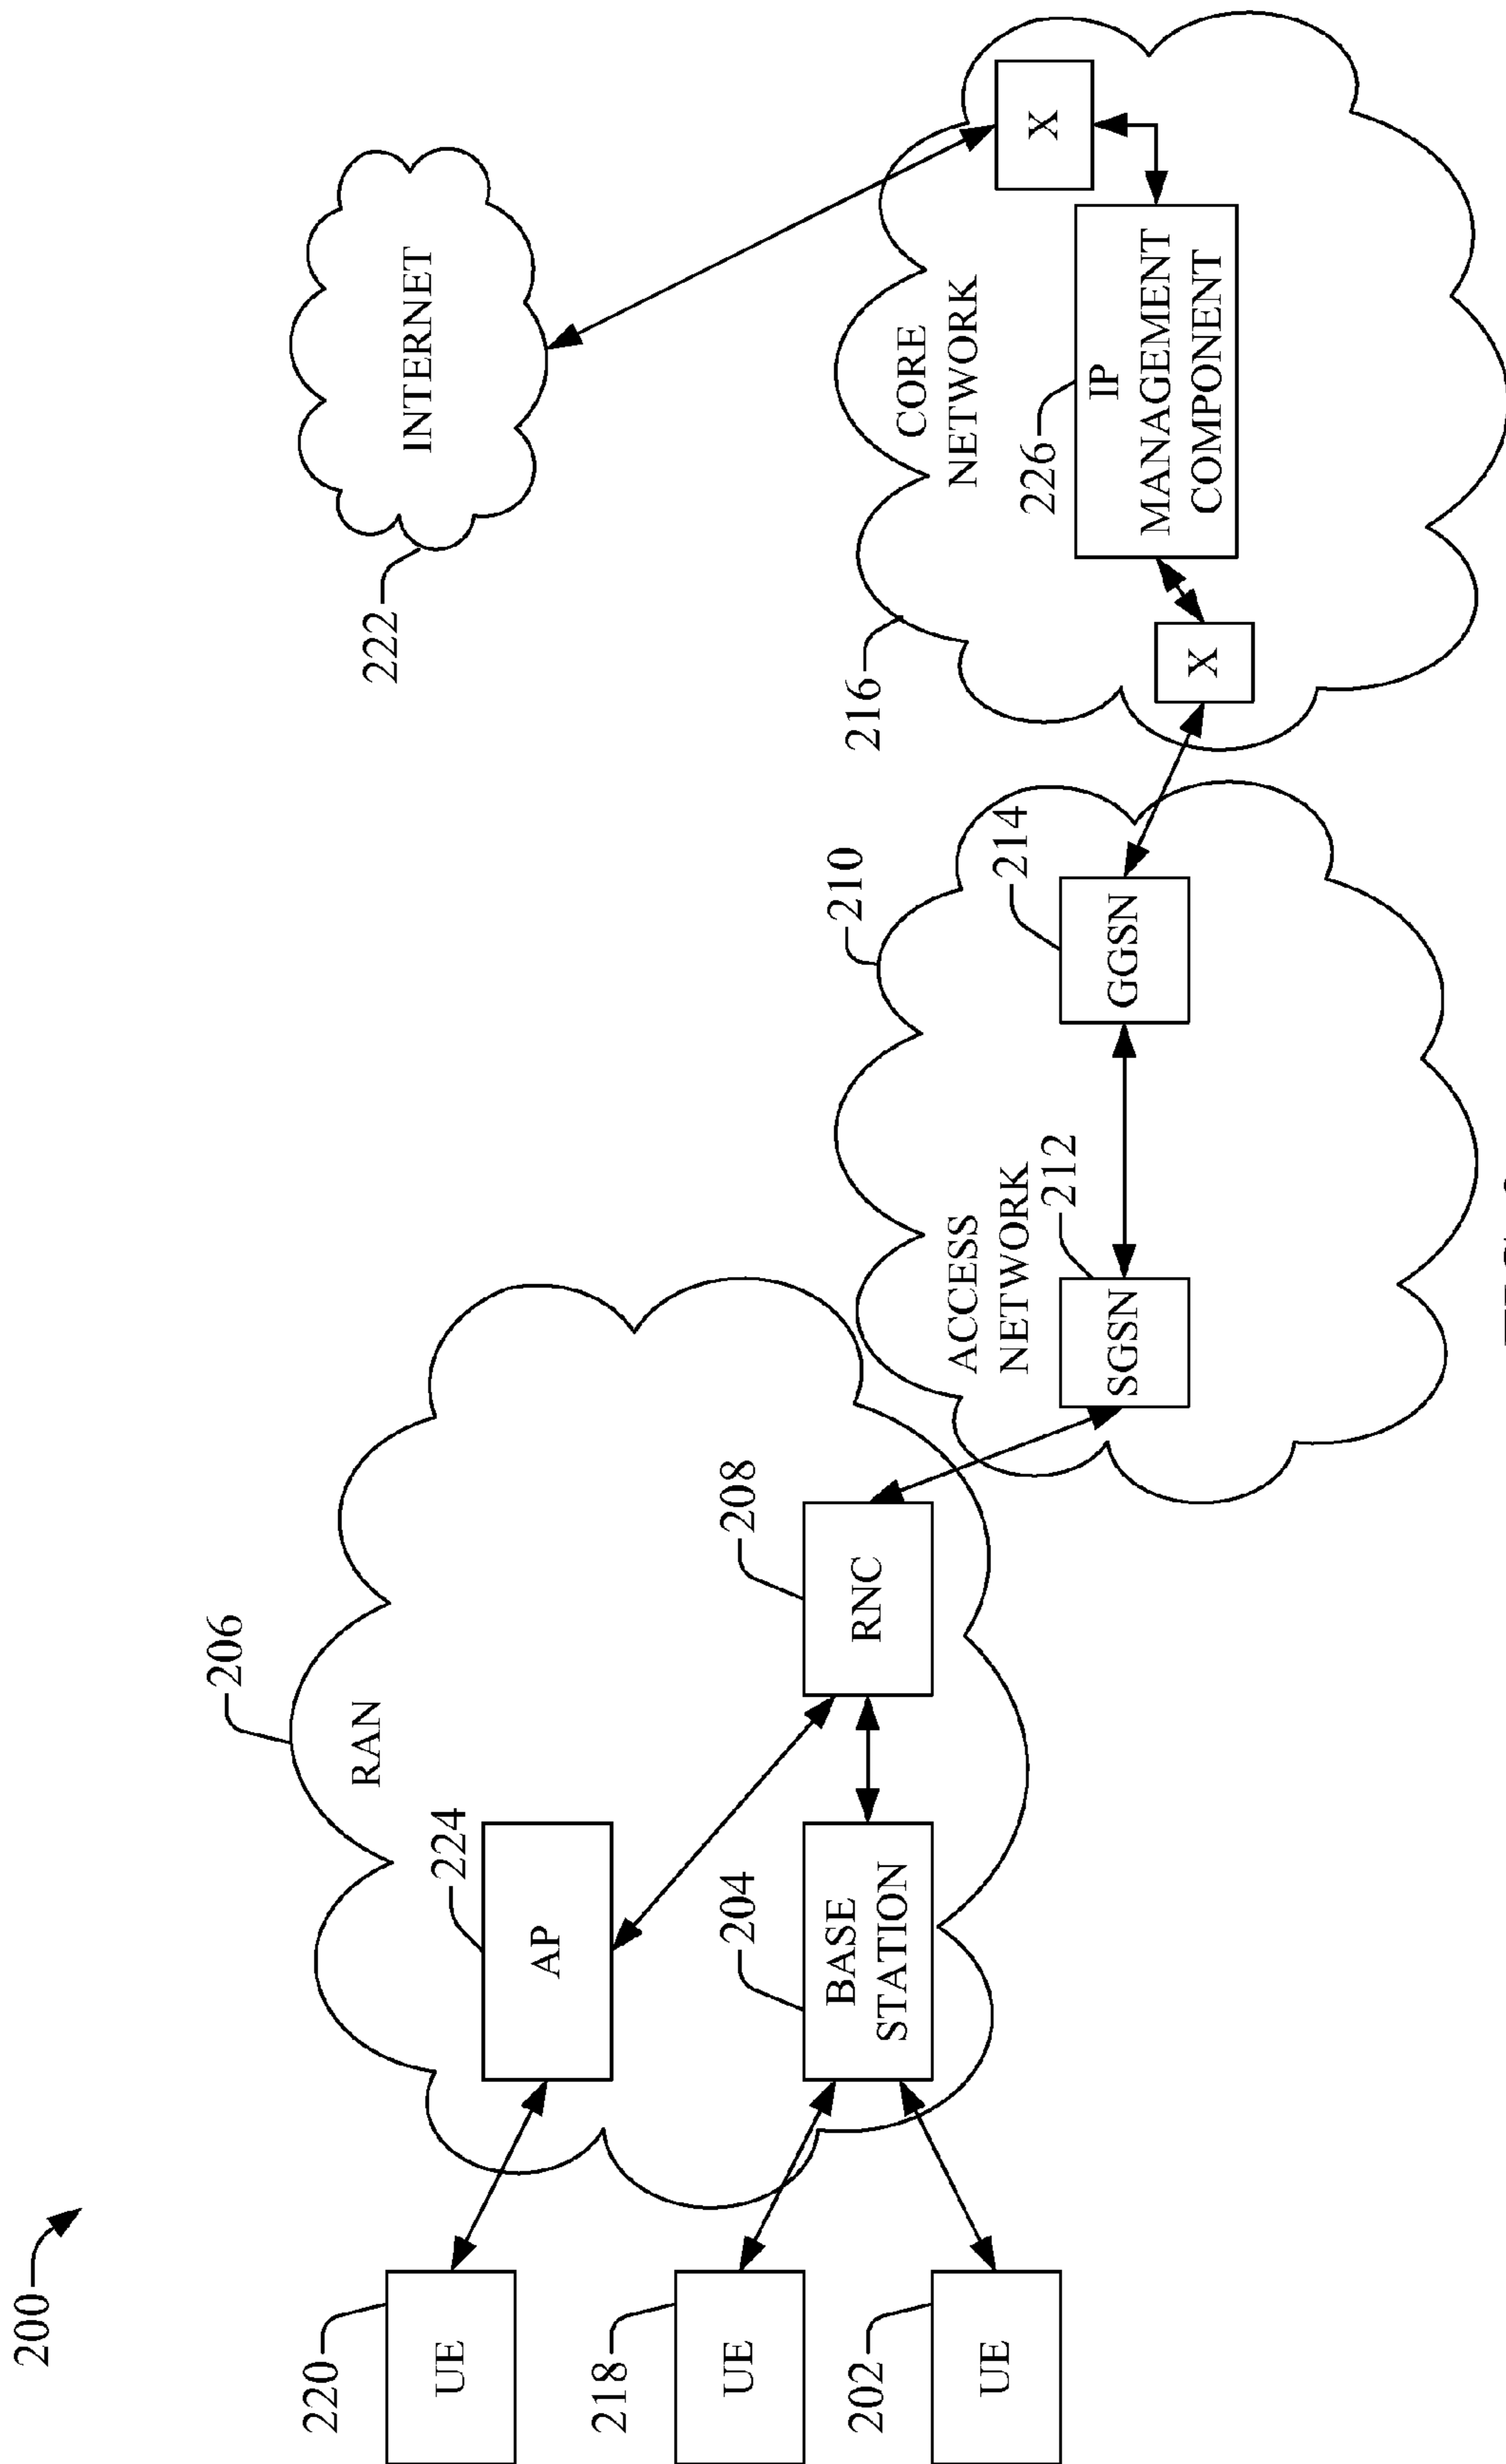 200
206
220
RAN
222
INTERNET
224
UE
AP
218
208
204
UE
BASE
STATION
RNC
210
216
202
UE
ACCESS
NETWORK
212
214
SGSN
GGSN
CORE
NETWORK
226
X
IP
MANAGEMENT
COMPONENT
X